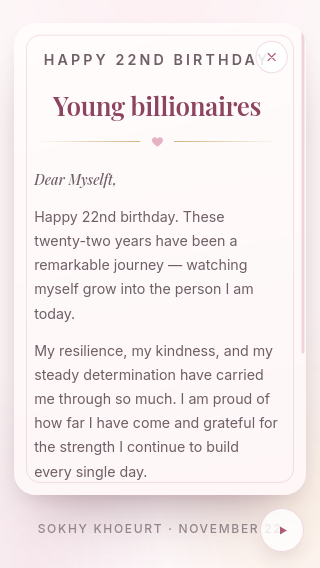 HAPPY 22ND BIRTHDAY
Young billionaires
Dear Myselft,
Happy 22nd birthday. These
twenty-two years have been a
remarkable journey — watching
myself grow into the person I am
today.
My resilience, my kindness, and my
steady determination have carried
me through so much. I am proud of
how far I have come and grateful for
the strength I continue to build
every single day.
SOKHY KHOEURT · NOVEMBER 22